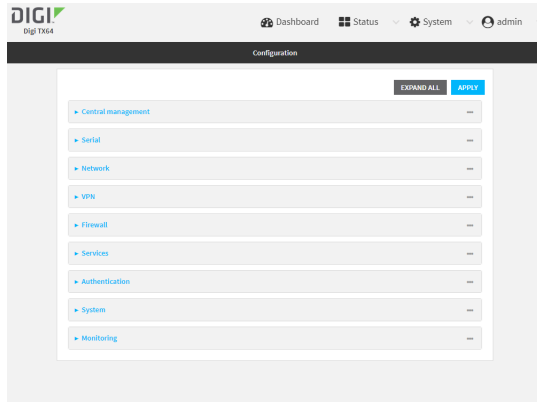 DIGI
Digi TX64
Dashboard Status System admin
Configuration
EXPAND ALL APPLY
Central management
Serial
Network
VPN
Firewall
Services
Authentication
System
Monitoring